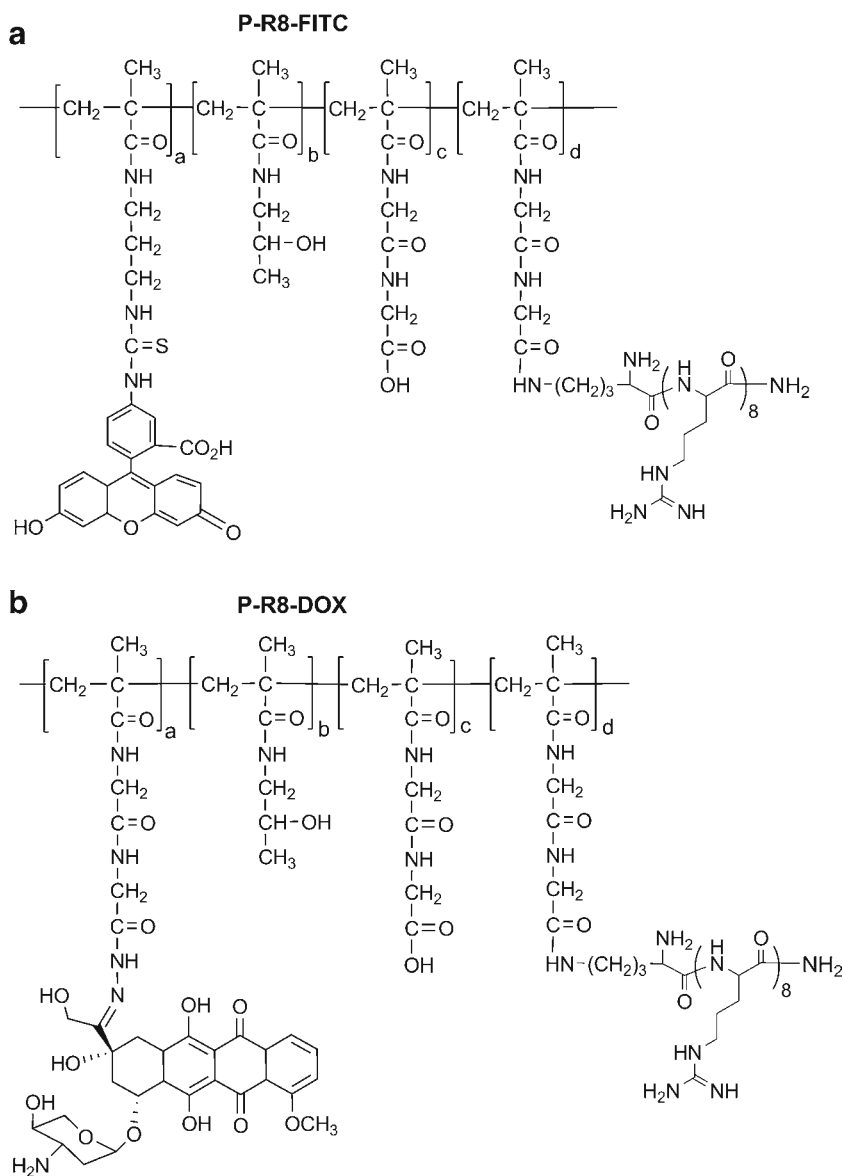 a P-R8-FITC
CH₃ CH₃ CH₃ CH₃
CH₂-C CH₂-C CH₂-C CH₂-C
C=O a C=O b C=O c C=O d
NH NH NH NH
CH₂ CH₂ CH₂ CH₂
CH₂ CH-OH C=O C=O
CH₂ CH₃ NH NH
NH CH₂ CH₂
C=S C=O C=O NH₂ O
NH OH HN-(CH₂)₃ ( H N ) 8 NH₂
O
CO₂H
HN
HO O O H₂N NH
b P-R8-DOX
CH₃ CH₃ CH₃ CH₃
CH₂-C CH₂-C CH₂-C CH₂-C
C=O a C=O b C=O c C=O d
NH NH NH NH
CH₂ CH₂ CH₂ CH₂
C=O CH-OH C=O C=O
NH CH₃ NH NH
CH₂ CH₂ CH₂
C=O C=O C=O NH₂ O
NH OH HN-(CH₂)₃ ( H N ) 8 NH₂
O
N
HO OH O
HO HN
OH O OH O OCH₃ H₂N NH
O
H₂N